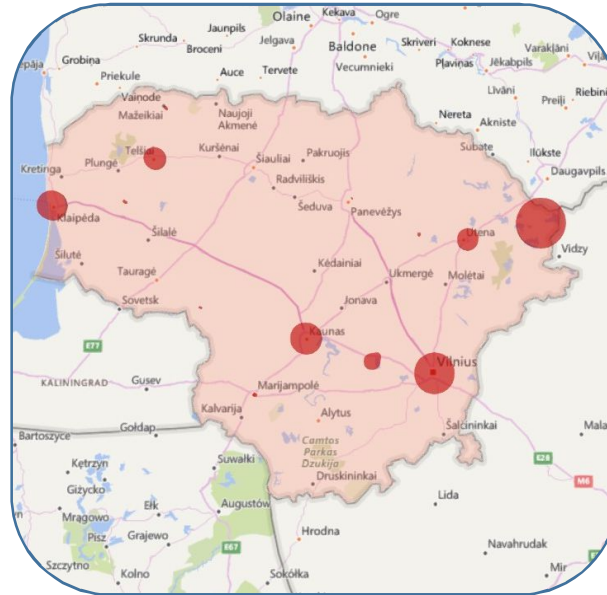 Olaine
Kekava
Ogre
Jaunpils
Skrunda
Broceni
Jelgava
Baldone
Skriveri
Koknese
Varakļāni
Grobiņa
Vecumnieki
Pļaviņas
Jēkabpils
Priekule
Auce
Tervete
Līvāni
Preiļi
Riebini
Vainode
Mažeikiai
Naujoji
Akmenė
Nereta
Akniste
Telšiai
Kuršėnai
Pakruojis
Subate
Ilūkste
Kretinga
Plungė
Šiauliai
Daugavpils
Radviliškis
Šeduva
Panevėžys
Klaipėda
Šilalė
Utena
Vidzy
Šilutė
Kėdainiai
Tauragė
Ukmergė
Molėtai
Sovetsk
Jonava
E77
Kaunas
Vilnius
KALININGRAD
Gusev
Marijampolė
Kalvarija
Alytus
Gołdap
Šalčininkai
Bartoszyce
Camtos
Parkas
Dzukija
Mala
Kętrzyn
Suwałki
E28
M6
Giżycko
Druskininkai
Augustów
Lida
Mrągowo
Ełk
Pisz
Grajewo
E67
Hrodna
Navahrudak
Szczytno
Kolno
Sokółka
Mir